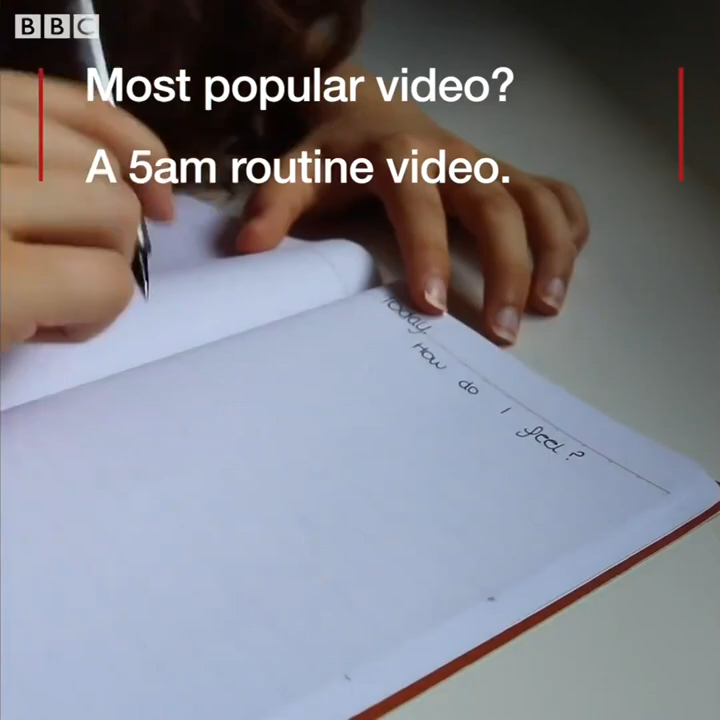 BBC
Most popular video?
A 5am routine video.
Today.
How do I feel?